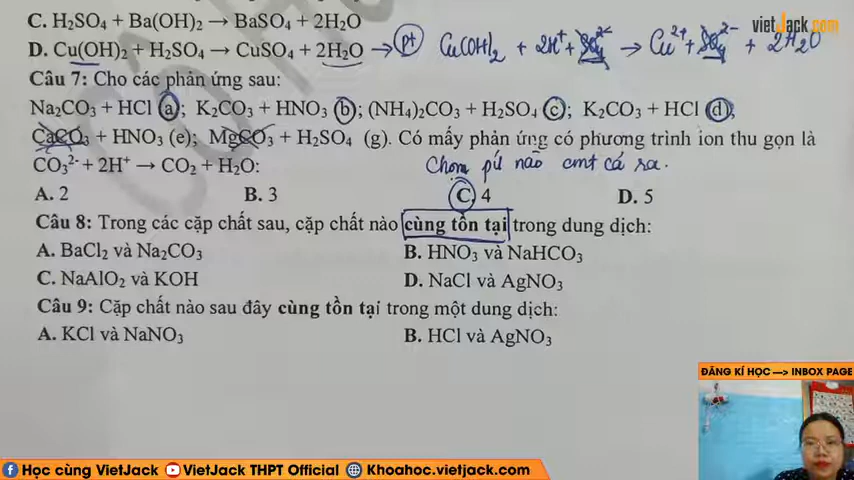 vietJack.com
C. H₂SO₄ + Ba(OH)₂ → BaSO₄ + 2H₂O
D. Cu(OH)₂ + H₂SO₄ → CuSO₄ + 2H₂O → pt Cu(OH)₂ + 2H⁺ + SO₄²⁻ → Cu²⁺ + SO₄²⁻ + 2H₂O
Câu 7: Cho các phản ứng sau:
Na₂CO₃ + HCl (a); K₂CO₃ + HNO₃ (b); (NH₄)₂CO₃ + H₂SO₄ (c); K₂CO₃ + HCl (d);
CaCO₃ + HNO₃ (e); MgCO₃ + H₂SO₄ (g). Có mấy phản ứng có phương trình ion thu gọn là
CO₃²⁻ + 2H⁺ → CO₂ + H₂O:
Chọn pứ nào
A. 2 B. 3 C. 4 D. 5
Câu 8: Trong các cặp chất sau, cặp chất nào cùng tồn tại trong dung dịch:
A. BaCl₂ và Na₂CO₃ B. HNO₃ và NaHCO₃
C. NaAlO₂ và KOH D. NaCl và AgNO₃
Câu 9: Cặp chất nào sau đây cùng tồn tại trong một dung dịch:
A. KCl và NaNO₃ B. HCl và AgNO₃
ĐĂNG KÍ HỌC —> INBOX PAGE
Học cùng VietJack VietJack THPT Official Khoahoc.vietjack.com